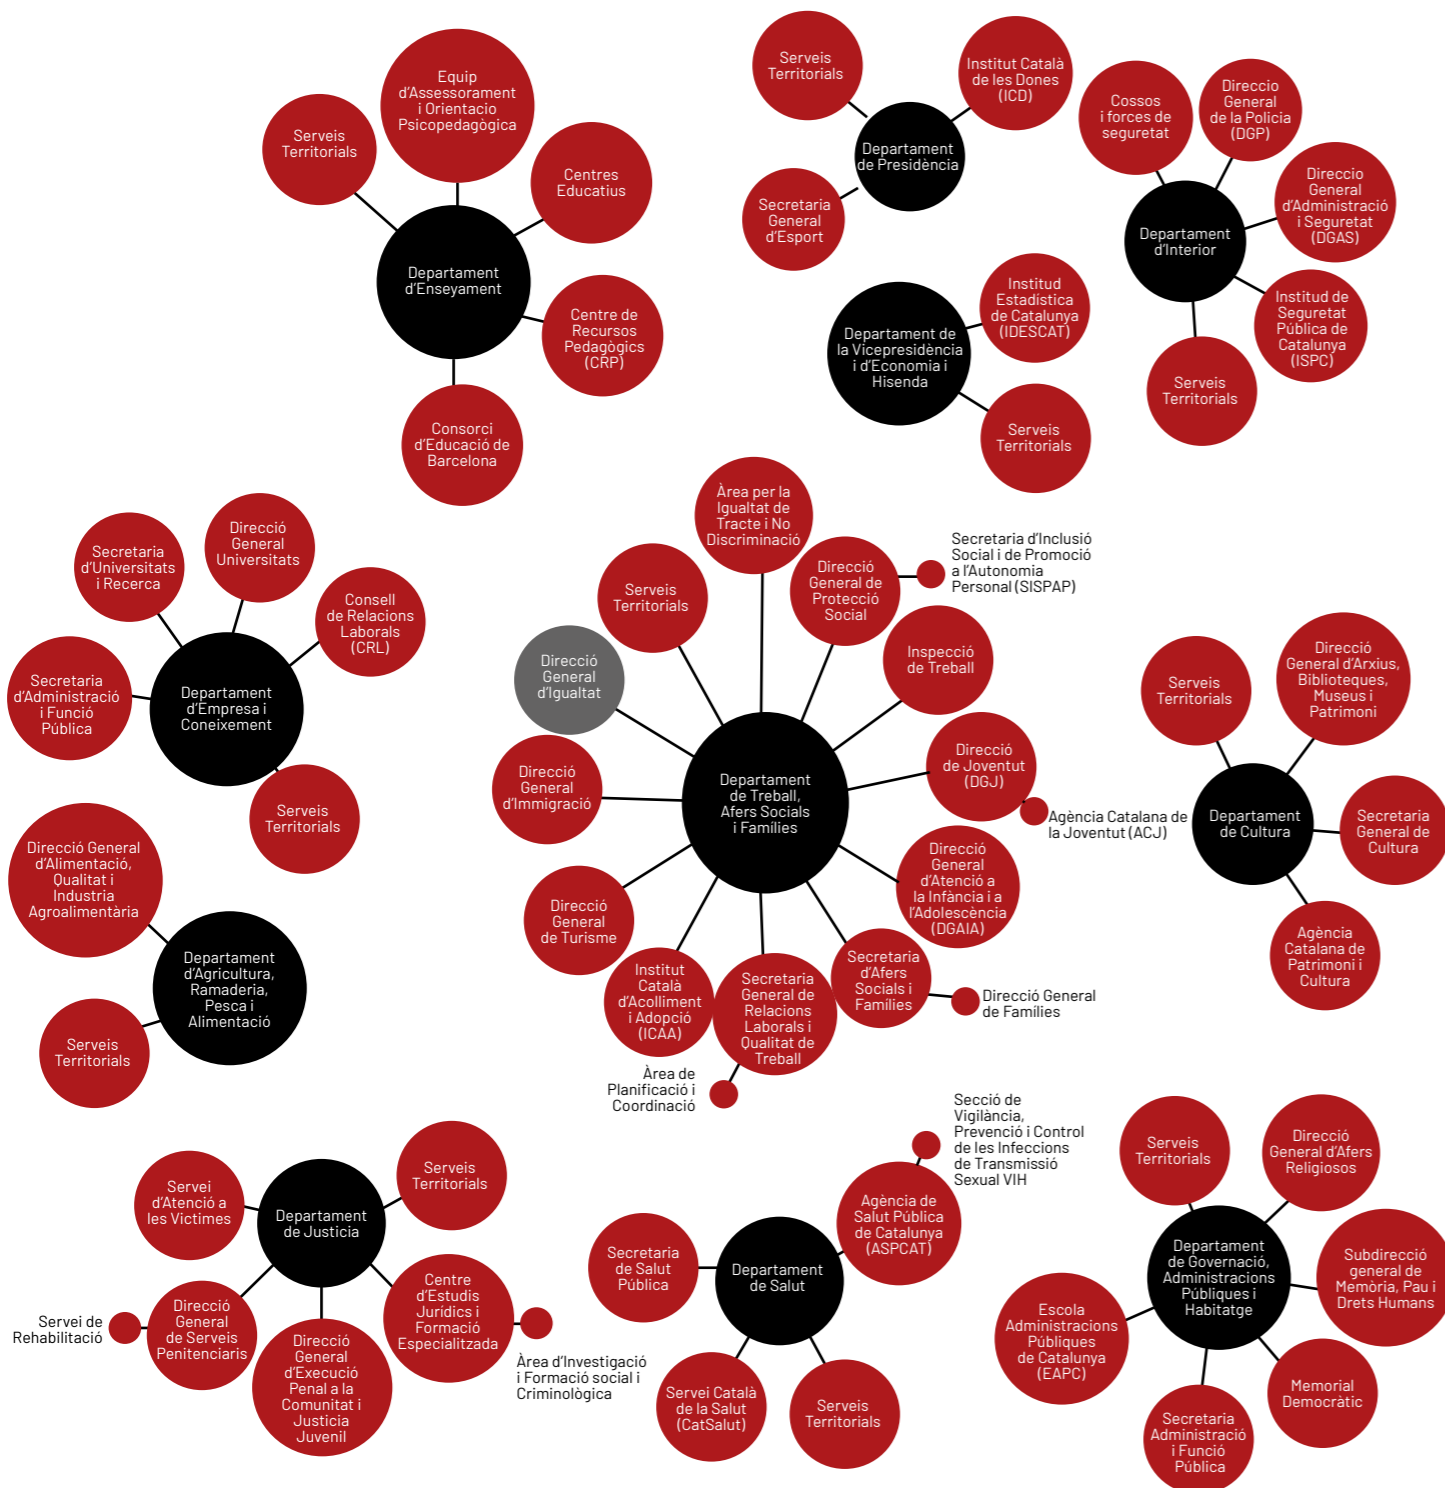 Equip
d'Assessorament
i Orientacio
Psicopedagògica
Serveis
Territorials
Centres
Educatius
Departament
d'Enseyament
Centre de
Recursos
Pedagògics
(CRP)
Consorci
d'Educació de
Barcelona
Serveis
Territorials
Institut Català
de les Dones
(ICD)
Departament
de Presidència
Secretaria
General
d'Esport
Cossos
i forces de
seguretat
Direccio
General
de la Policia
(DGP)
Direccio
General
d'Administració
i Seguretat
(DGAS)
Departament
d'Interior
Institud de
Seguretat
Pública de
Catalunya
(ISPC)
Serveis
Territorials
Institud
Estadística
de Catalunya
(IDESCAT)
Departament de
la Vicepresidència
i d'Economia i
Hisenda
Serveis
Territorials
Secretaria
d'Universitats
i Recerca
Direcció
General
Universitats
Consell
de Relacions
Laborals
(CRL)
Secretaria
d'Administració
i Funció
Pública
Departament
d'Empresa i
Coneixement
Serveis
Territorials
Direcció General
d'Alimentació,
Qualitat i
Industria
Agroalimentària
Departament
d'Agricultura,
Ramaderia,
Pesca i
Alimentació
Serveis
Territorials
Àrea per la
Igualtat de
Tracte i No
Discriminació
Serveis
Territorials
Direcció
General de
Protecció
Social
Secretaria d'Inclusió
Social i de Promoció
a l'Autonomia
Personal (SISPAP)
Direcció
General
d'Igualtat
Inspecció
de Treball
Direcció
General
d'Immigració
Departament
de Treball,
Afers Socials
i Famílies
Direcció
de Joventut
(DGJ)
Agència Catalana de
la Joventut (ACJ)
Direcció
General
de Turisme
Direcció
General
d'Atenció a
la Infància i a
l'Adolescència
(DGAIA)
Institut
Català
d'Acolliment
i Adopció
(ICAA)
Secretaria
General de
Relacions
Laborals i
Qualitat de
Treball
Secretaria
d'Afers
Socials i
Famílies
Direcció General
de Famílies
Àrea de
Planificació i
Coordinació
Serveis
Territorials
Direcció
General d'Arxius,
Biblioteques,
Museus i
Patrimoni
Departament
de Cultura
Secretaria
General de
Cultura
Agència
Catalana de
Patrimoni i
Cultura
Servei
d'Atenció a
les Victimes
Departament
de Justicia
Serveis
Territorials
Servei de
Rehabilitació
Direcció
General
de Serveis
Penitenciaris
Direcció
General
d'Execució
Penal a la
Comunitat i
Justicia
Juvenil
Centre
d'Estudis
Jurídics i
Formació
Especialitzada
Àrea d'Investigació
i Formació social i
Criminològica
Secció de
Vigilància,
Prevenció i Control
de les Infeccions
de Transmissió
Sexual VIH
Agència de
Salut Pública
de Catalunya
(ASPCAT)
Secretaria
de Salut
Pública
Departament
de Salut
Servei Català
de la Salut
(CatSalut)
Serveis
Territorials
Serveis
Territorials
Direcció
General d'Afers
Religiosos
Departament
de Governació,
Administracions
Públiques i
Habitatge
Subdirecció
general de
Memòria, Pau i
Drets Humans
Escola
Administracions
Públiques
de Catalunya
(EAPC)
Memorial
Democràtic
Secretaria
Administració
i Funció
Pública